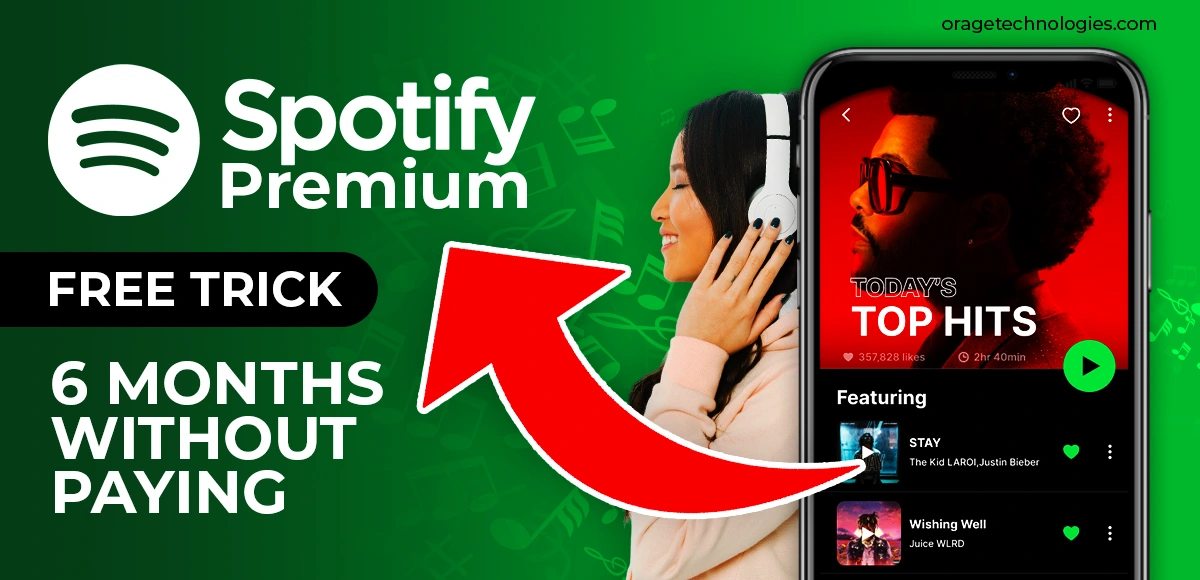 oragetechnologies.com
Spotify
Premium
FREE TRICK
6 MONTHS
WITHOUT
PAYING
TODAY'S
TOP HITS
357,828 likes
2hr 40min
Featuring
STAY
The Kid LAROI,Justin Bieber
Wishing Well
Juice WLRD